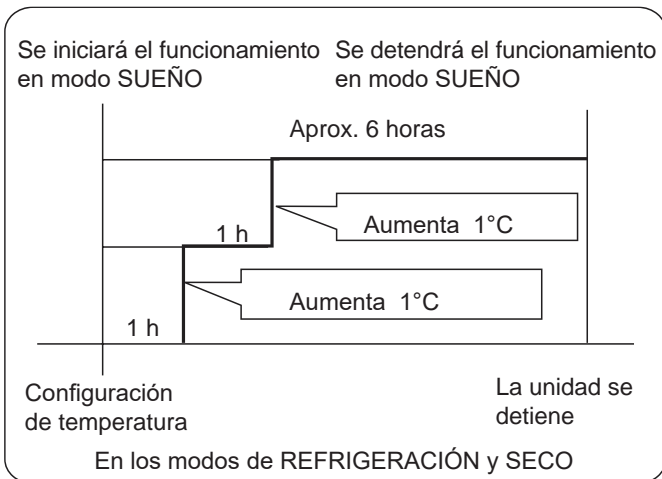 Se iniciará el funcionamiento
en modo SUEÑO
Se detendrá el funcionamiento
en modo SUEÑO
Aprox. 6 horas
1 h
Aumenta 1°C
Aumenta 1°C
1 h
Configuración
de temperatura
La unidad se
detiene
En los modos de REFRIGERACIÓN y SECO